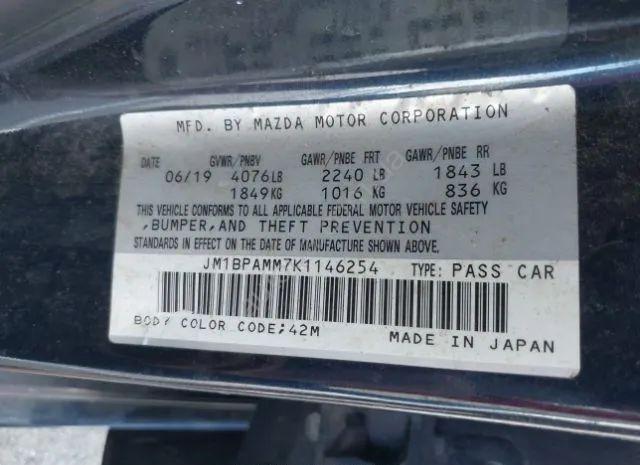 MFD. BY MAZDA MOTOR CORPORATION
DATE GVWR/PNBV GAWR/PNBE FRT GAWR/PNBE RR
06/19 4076LB 2240 LB 1843 LB
1849KG 1016 KG 836 KG
THIS VEHICLE CONFORMS TO ALL APPLICABLE FEDERAL MOTOR VEHICLE SAFETY
,BUMPER,AND THEFT PREVENTION
STANDARDS IN EFFECT ON THE DATE OF MANUFACTURE SHOWN ABOVE.
JM1BPAMM7K1146254 TYPE: PASS CAR
BODY COLOR CODE;42M MADE IN JAPAN